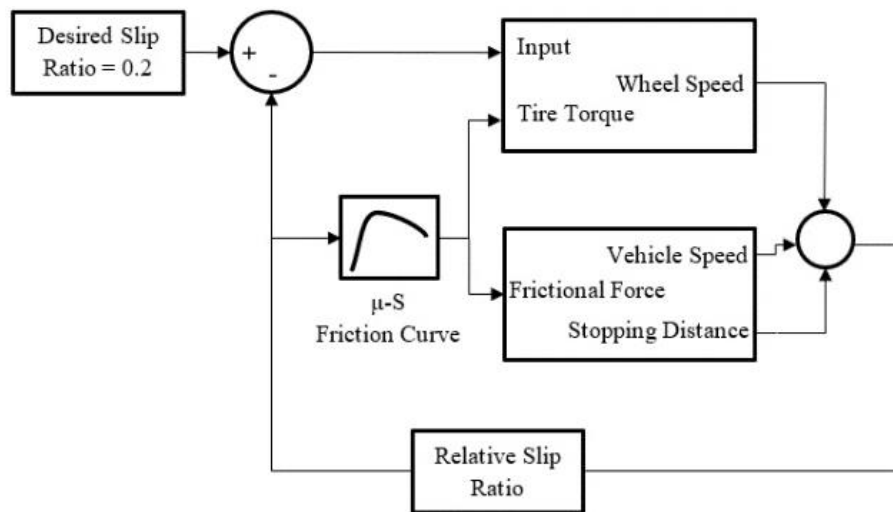 Desired Slip
Ratio = 0.2
+
-
Input
Wheel Speed
Tire Torque
Vehicle Speed
Frictional Force
Stopping Distance
μ-S
Friction Curve
Relative Slip
Ratio